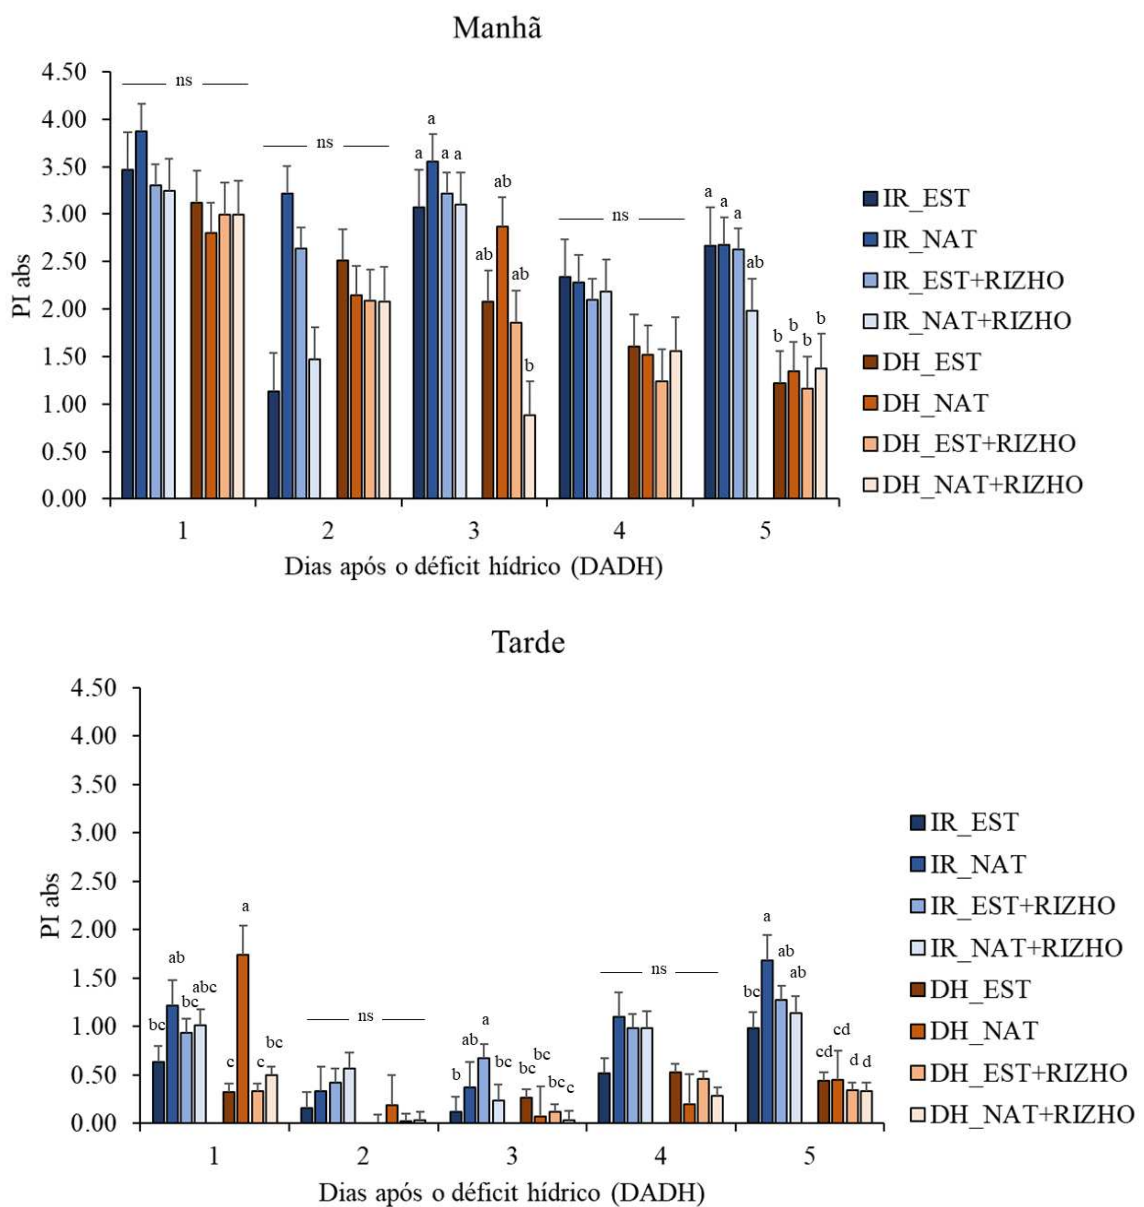 Manhã
4.50
4.00
3.50
3.00
2.50
2.00
1.50
1.00
0.50
0.00
PI abs
ns
ns
a a a a
ab ab ab b
ns
a a a ab
b b b b
1 2 3 4 5
Dias após o déficit hídrico (DADH)
IR_EST
IR_NAT
IR_EST+RIZHO
IR_NAT+RIZHO
DH_EST
DH_NAT
DH_EST+RIZHO
DH_NAT+RIZHO
Tarde
4.50
4.00
3.50
3.00
2.50
2.00
1.50
1.00
0.50
0.00
PI abs
bc ab bc abc
c a c bc
ns
b ab a bc
bc bc bc c
ns
bc a ab ab
cd cd d d
1 2 3 4 5
Dias após o déficit hídrico (DADH)
IR_EST
IR_NAT
IR_EST+RIZHO
IR_NAT+RIZHO
DH_EST
DH_NAT
DH_EST+RIZHO
DH_NAT+RIZHO